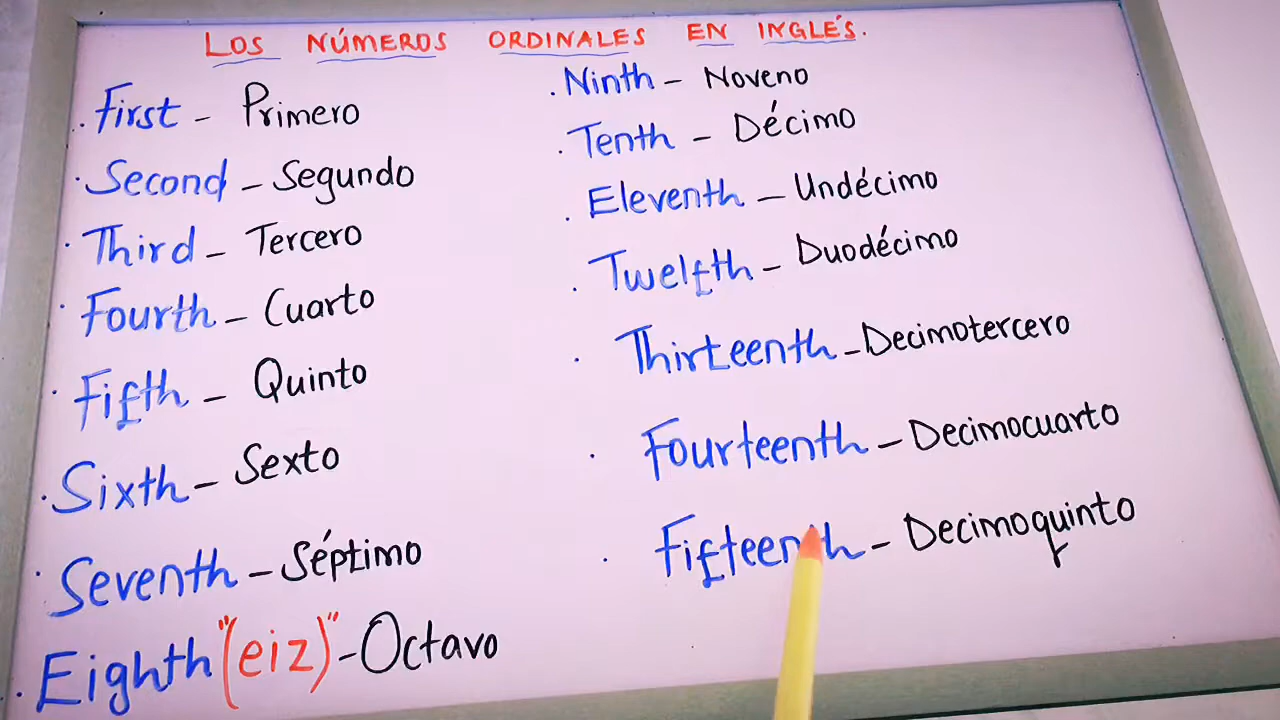 LOS NÚMEROS ORDINALES EN INGLÉS.
. First - Primero
. Second - Segundo
. Third - Tercero
. Fourth - Cuarto
. Fifth - Quinto
. Sixth - Sexto
. Seventh - Séptimo
. Eighth "(eiz)" - Octavo
. Ninth - Noveno
. Tenth - Décimo
. Eleventh - Undécimo
. Twelfth - Duodécimo
. Thirteenth - Decimotercero
. Fourteenth - Decimocuarto
. Fifteenth - Decimoquinto